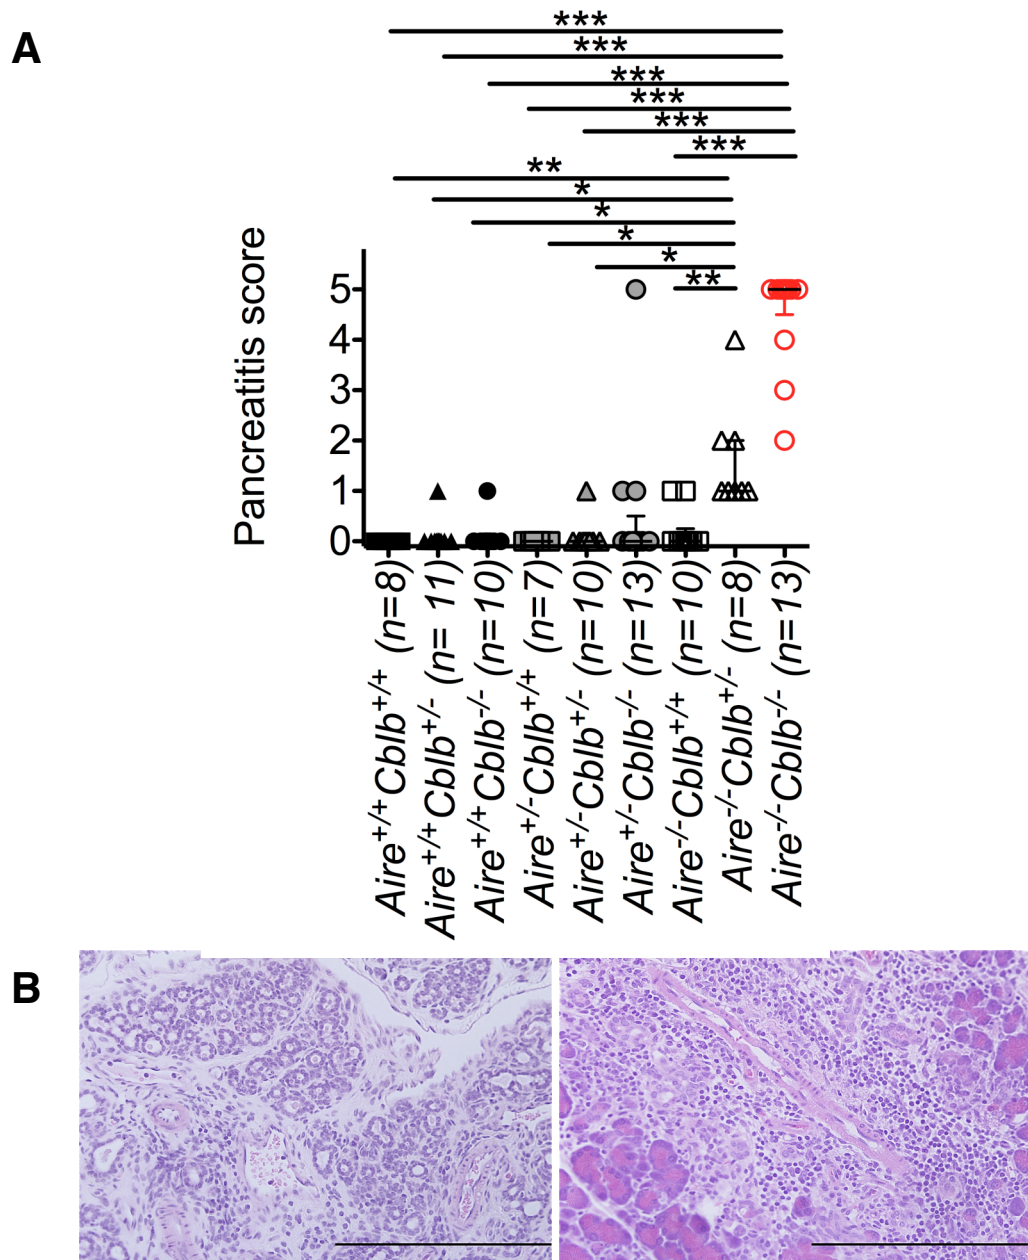 A
***
***
***
***
***
***
**
*
*
*
*
**
Pancreatitis score
5
4
3
2
1
0
Aire+/+Cblb+/+ (n=8)
Aire+/+Cblb+/- (n= 11)
Aire+/+Cblb-/- (n=10)
Aire+/-Cblb+/+ (n=7)
Aire+/-Cblb+/- (n=10)
Aire+/-Cblb-/- (n=13)
Aire-/-Cblb+/+ (n=10)
Aire-/-Cblb+/- (n=8)
Aire-/-Cblb-/- (n=13)
B